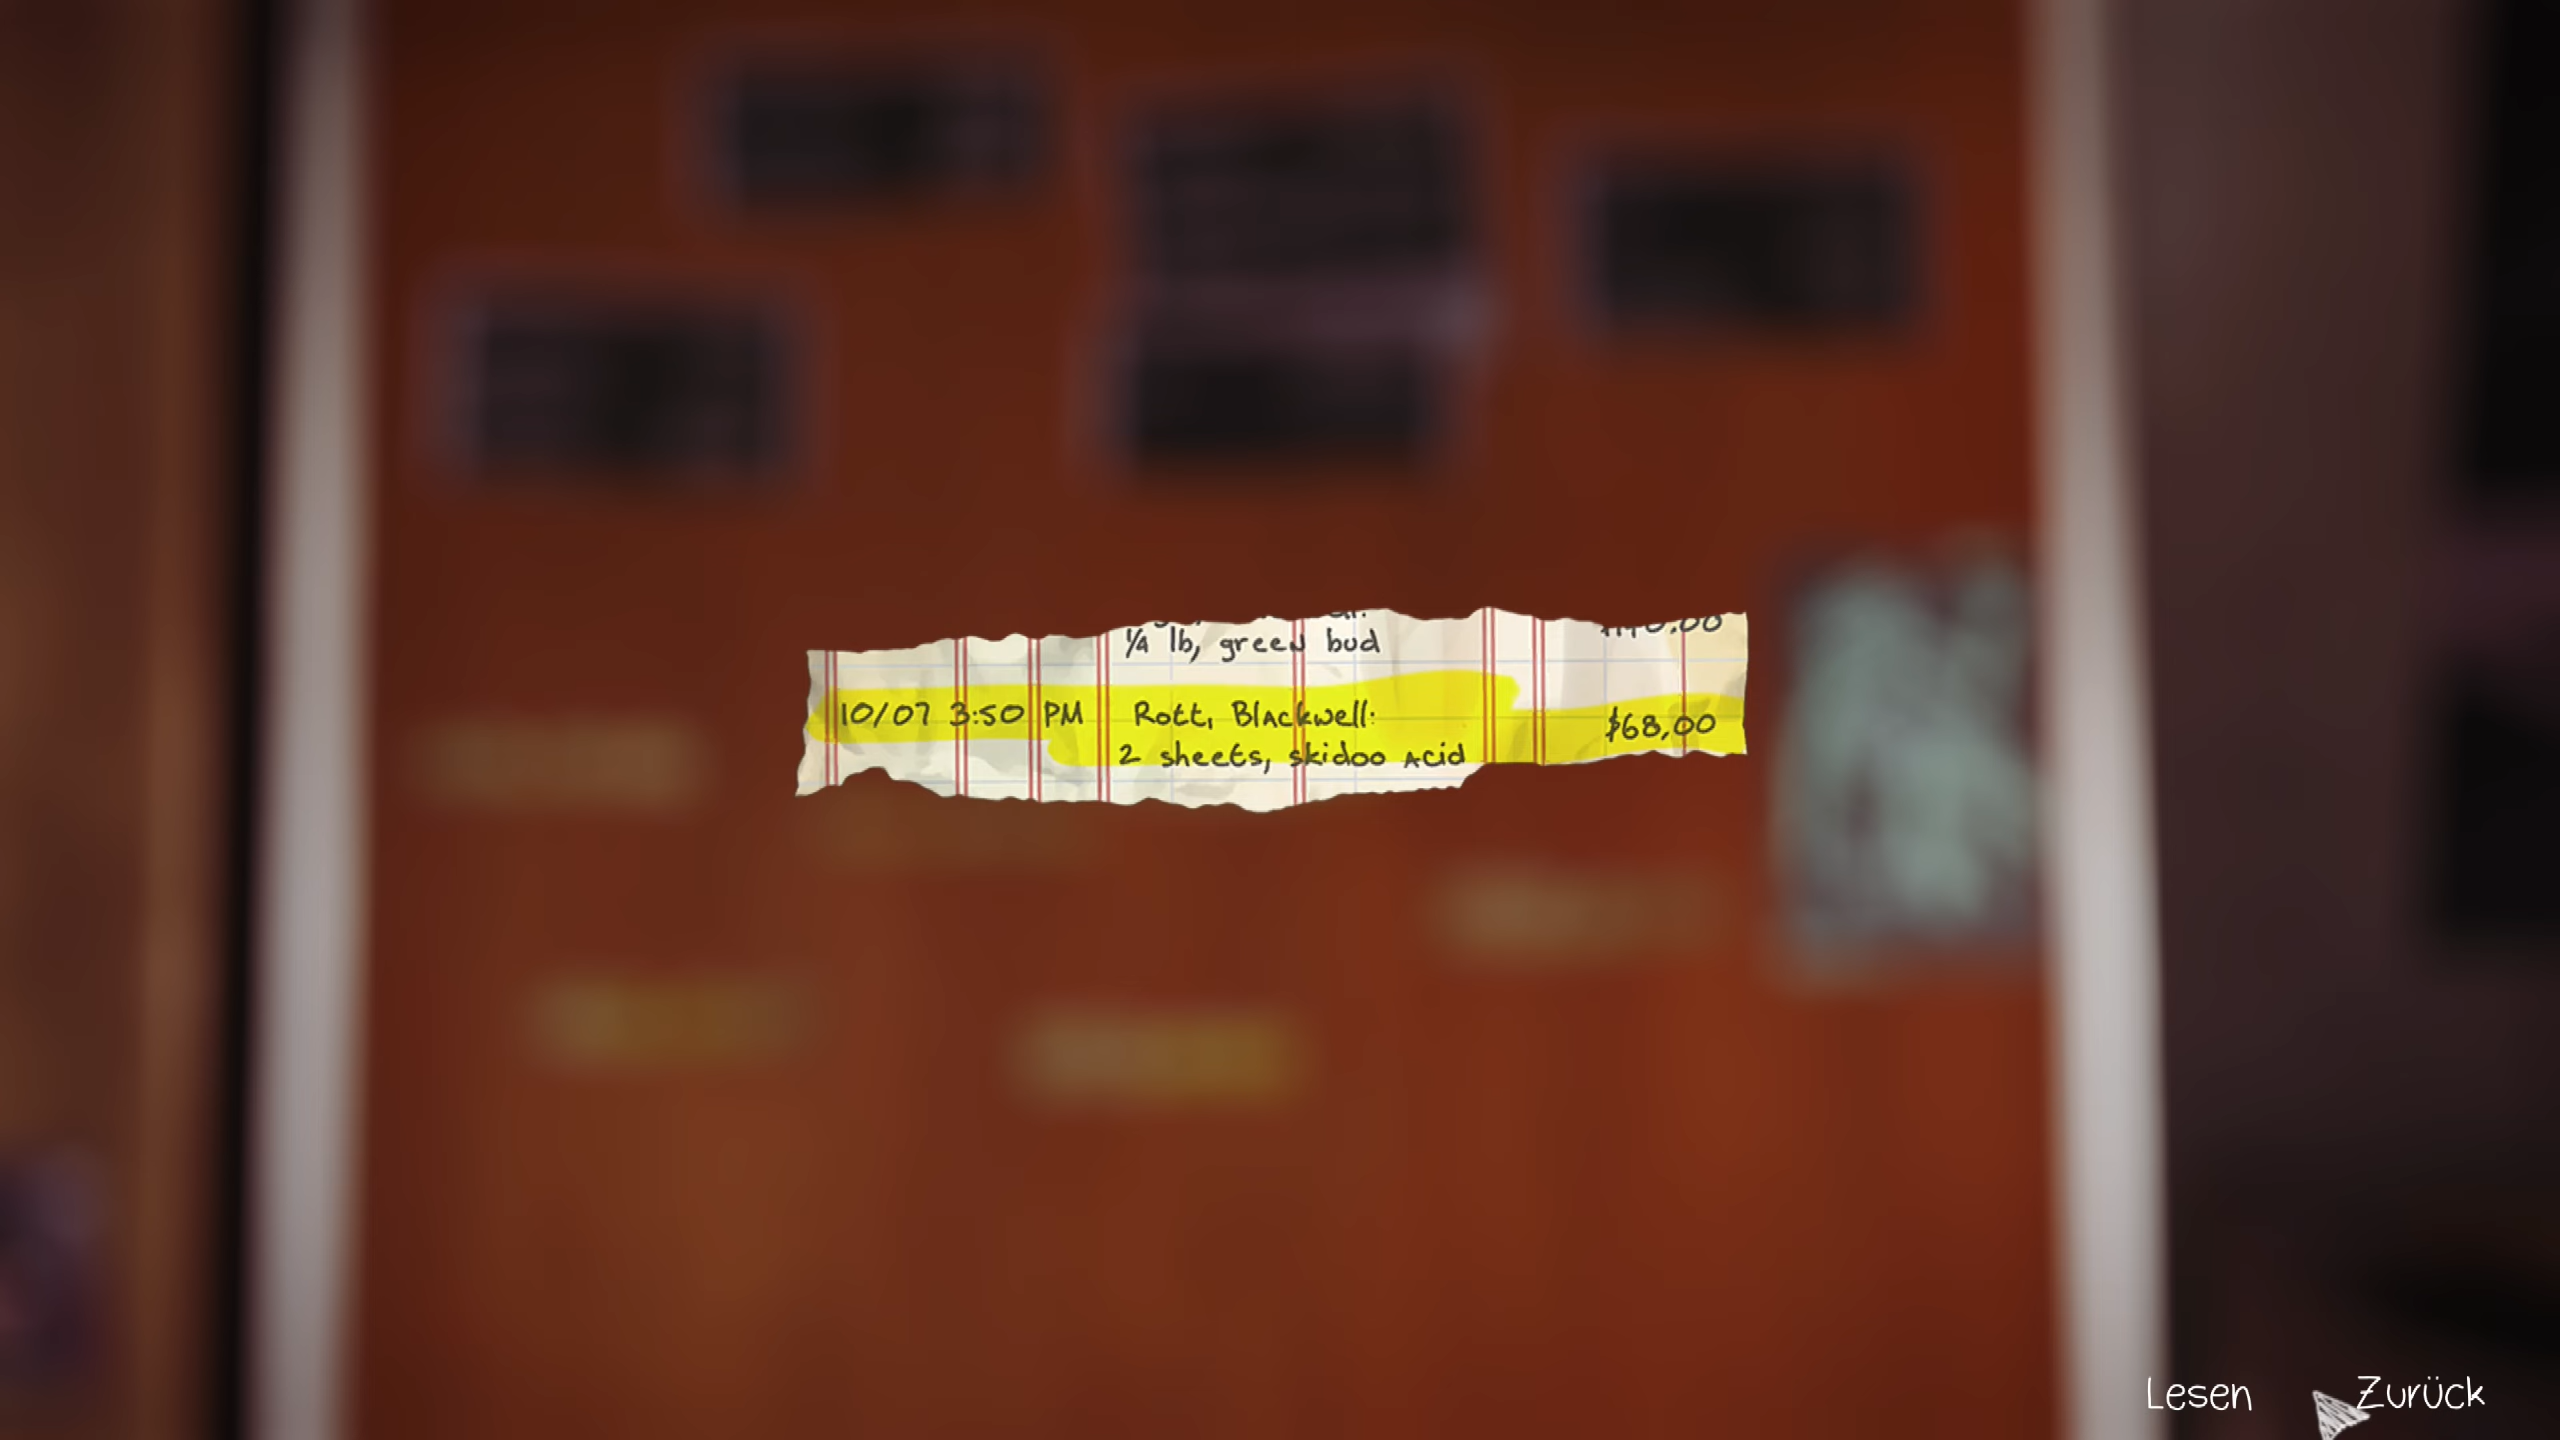 ¼ lb, green bud
10/07 3:50 PM Rott, Blackwell: $68,00
2 sheets, skidoo acid
Lesen Zurück